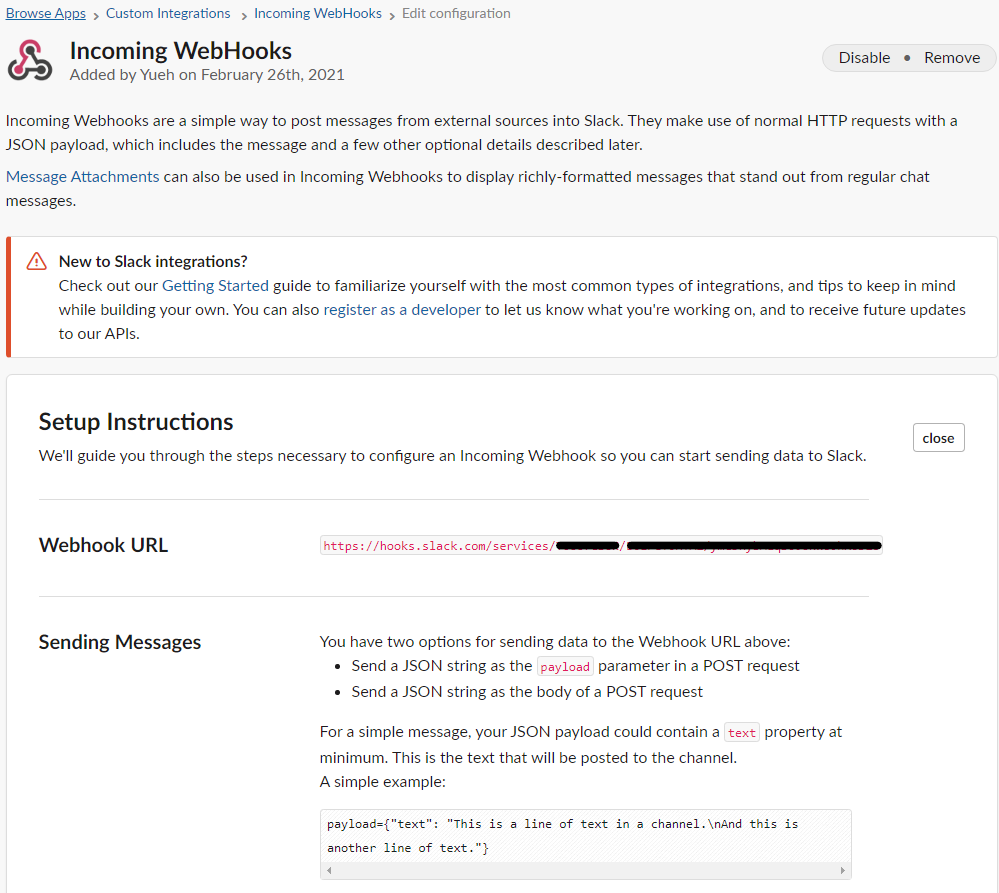 Browse Apps > Custom Integrations > Incoming WebHooks > Edit configuration
Incoming WebHooks
Added by Yueh on February 26th, 2021
Disable • Remove
Incoming Webhooks are a simple way to post messages from external sources into Slack. They make use of normal HTTP requests with a
JSON payload, which includes the message and a few other optional details described later.
Message Attachments can also be used in Incoming Webhooks to display richly-formatted messages that stand out from regular chat
messages.
New to Slack integrations?
Check out our Getting Started guide to familiarize yourself with the most common types of integrations, and tips to keep in mind
while building your own. You can also register as a developer to let us know what you're working on, and to receive future updates
to our APIs.
Setup Instructions
close
We'll guide you through the steps necessary to configure an Incoming Webhook so you can start sending data to Slack.
Webhook URL
https://hooks.slack.com/services/ /
Sending Messages
You have two options for sending data to the Webhook URL above:
• Send a JSON string as the payload parameter in a POST request
• Send a JSON string as the body of a POST request
For a simple message, your JSON payload could contain a text property at
minimum. This is the text that will be posted to the channel.
A simple example:
payload={"text": "This is a line of text in a channel.\nAnd this is
another line of text."}